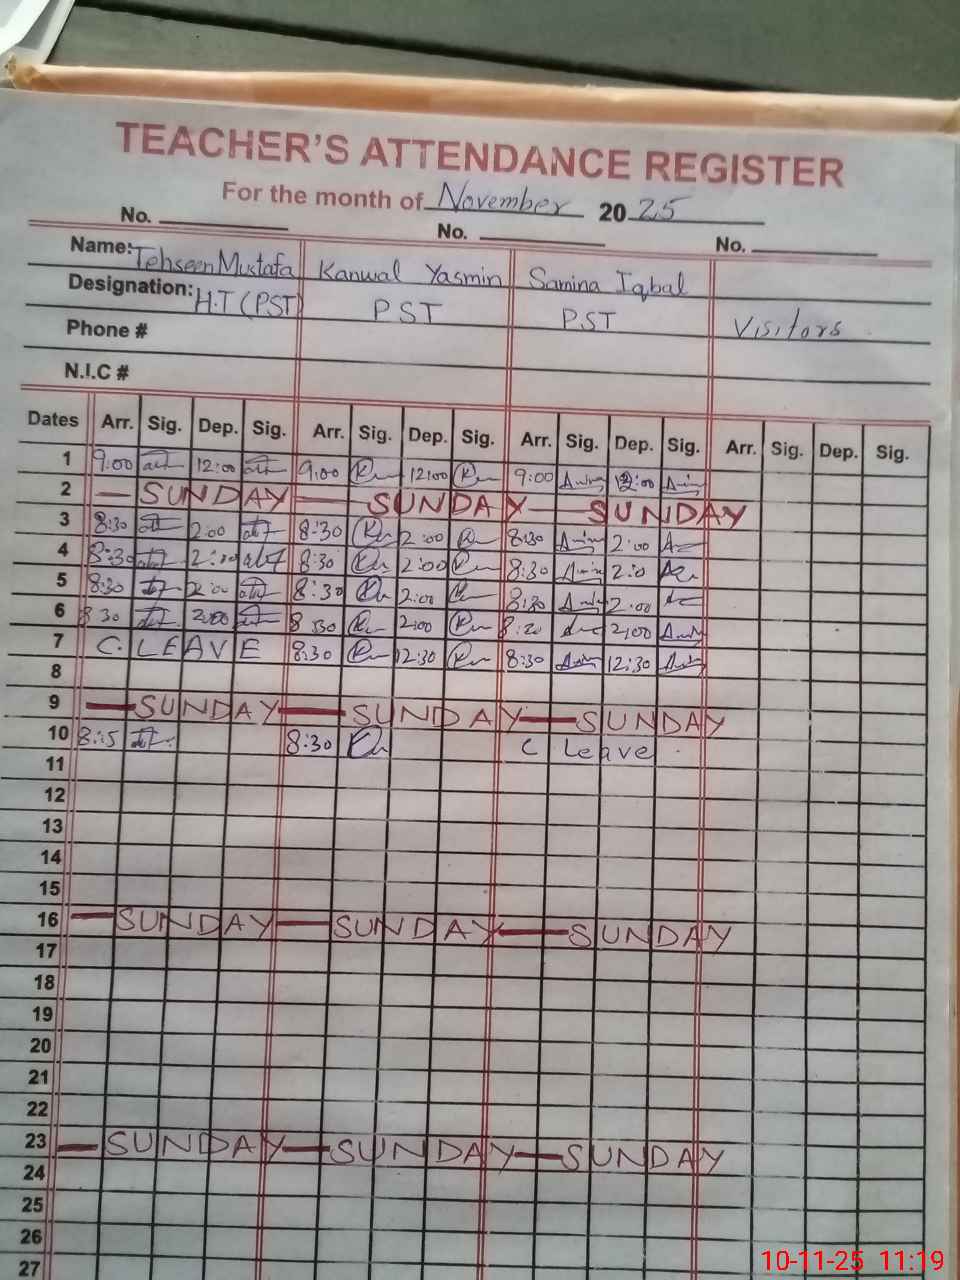 TEACHER'S ATTENDANCE REGISTER
For the month of November 2025
No. No. No.
Name: Tehseen Mustafa Kanwal Yasmin Samina Iqbal
Designation: H.T (PST) PST PST Visitors
Phone #
N.I.C #
Dates Arr. Sig. Dep. Sig. Arr. Sig. Dep. Sig. Arr. Sig. Dep. Sig. Arr. Sig. Dep. Sig.
1 9:00 12:00 9:00 12:00 9:00 12:00
2 — SUNDAY — SUNDAY — SUNDAY
3 8:30 2:00 8:30 2:00 8:30 2:00
4 8:30 2:00 8:30 2:00 8:30 2:0
5 8:30 2:00 8:30 2:00 8:30 2:00
6 8 30 2:00 8:30 2:00 8:20 2:00
7 C. LEAVE 8:30 12:30 8:30 12:30
8
9 — SUNDAY — SUNDAY — SUNDAY
10 8:15 8:30 C Leave
11
12
13
14
15
16 — SUNDAY — SUNDAY — SUNDAY
17
18
19
20
21
22
23 — SUNDAY — SUNDAY — SUNDAY
24
25
26
27
10-11-25 11:19